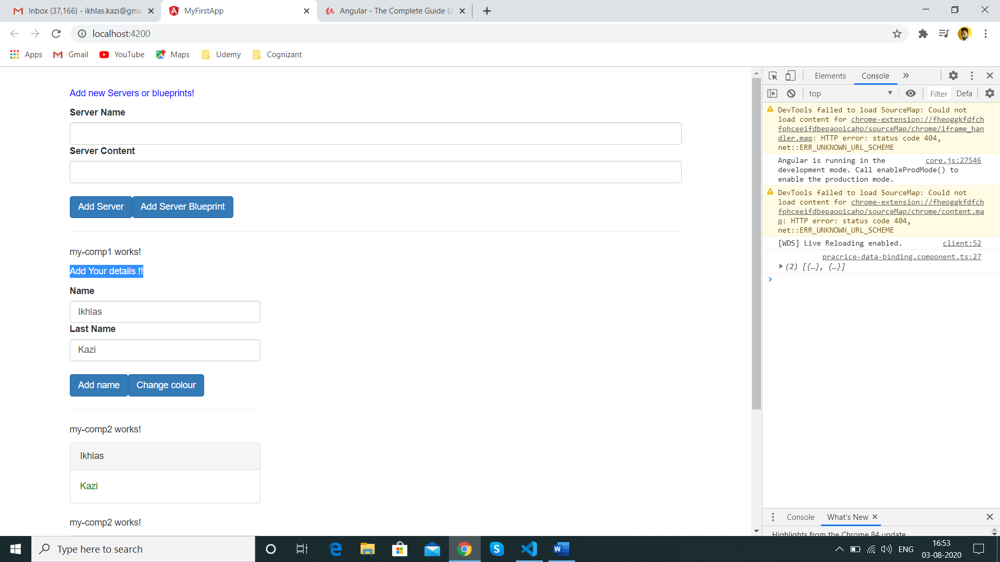 Inbox (37,166) - ikhlas.kazi@gma
MyFirstApp
Angular - The Complete Guide (2
localhost:4200
Apps
Gmail
YouTube
Maps
Udemy
Cognizant
Add new Servers or blueprints!
Server Name
Server Content
Add Server
Add Server Blueprint
my-comp1 works!
Add Your details !!
Name
Ikhlas
Last Name
Kazi
Add name
Change colour
my-comp2 works!
Ikhlas
Kazi
my-comp2 works!
Elements
Console
top
Filter
Defa
DevTools failed to load SourceMap: Could not
load content for chrome-extension://fheoggkfdfch
fphceeifdbepaooicaho/sourceMap/chrome/iframe_han
dler.map: HTTP error: status code 404,
net::ERR_UNKNOWN_URL_SCHEME
Angular is running in the core.js:27546
development mode. Call enableProdMode() to
enable the production mode.
DevTools failed to load SourceMap: Could not
load content for chrome-extension://fheoggkfdfch
fphceeifdbepaooicaho/sourceMap/chrome/content.ma
p: HTTP error: status code 404,
net::ERR_UNKNOWN_URL_SCHEME
[WDS] Live Reloading enabled. client:52
pracrice-data-binding.component.ts:27
(2) [{…}, {…}]
Console
What's New
Highlights from the Chrome 84 update
Type here to search
ENG
16:53
03-08-2020